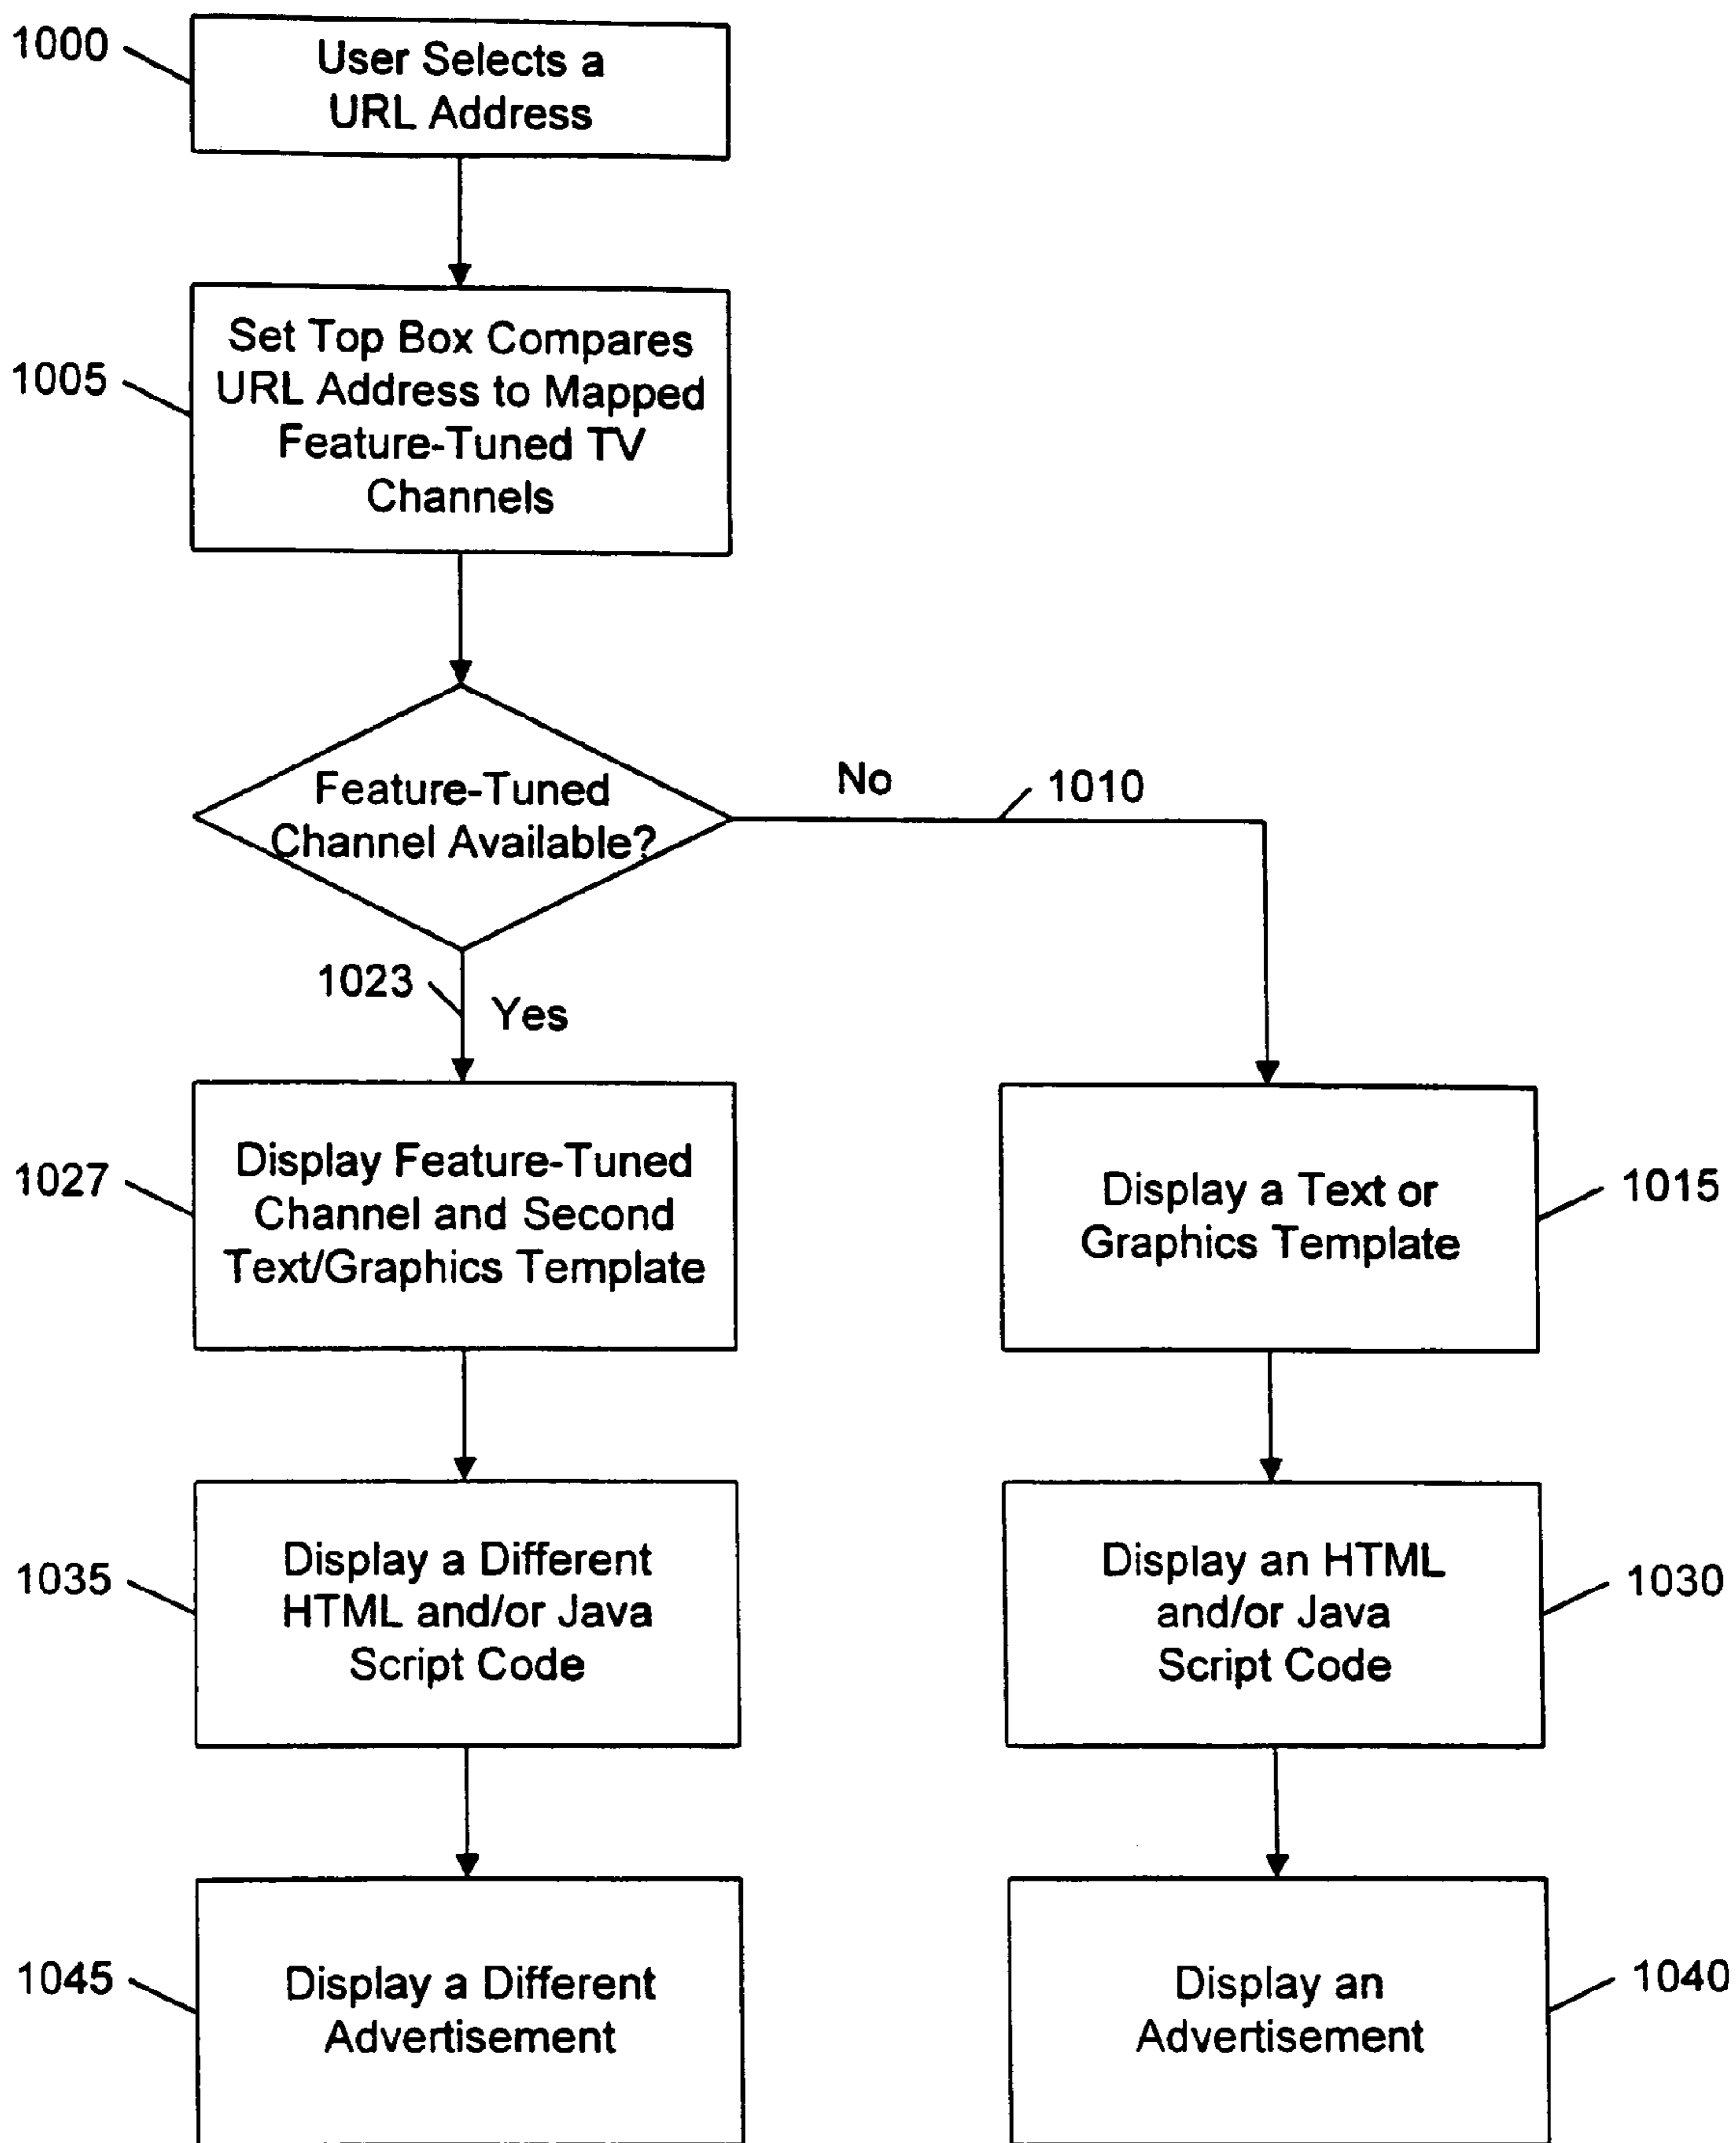 1000
User Selects a
URL Address
1005
Set Top Box Compares
URL Address to Mapped
Feature-Tuned TV
Channels
Feature-Tuned
Channel Available?
No
1010
1023
Yes
1027
Display Feature-Tuned
Channel and Second
Text/Graphics Template
Display a Text or
Graphics Template
1015
1035
Display a Different
HTML and/or Java
Script Code
Display an HTML
and/or Java
Script Code
1030
1045
Display a Different
Advertisement
Display an
Advertisement
1040